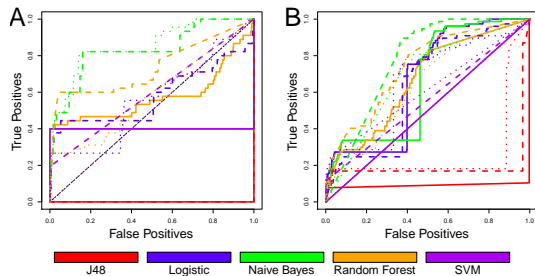 A
B
True Positives
1.0
0.8
0.6
0.4
0.2
0.0
0.0 0.2 0.4 0.6 0.8 1.0
False Positives
True Positives
1.0
0.8
0.6
0.4
0.2
0.0
0.0 0.2 0.4 0.6 0.8 1.0
False Positives
J48 Logistic Naive Bayes Random Forest SVM